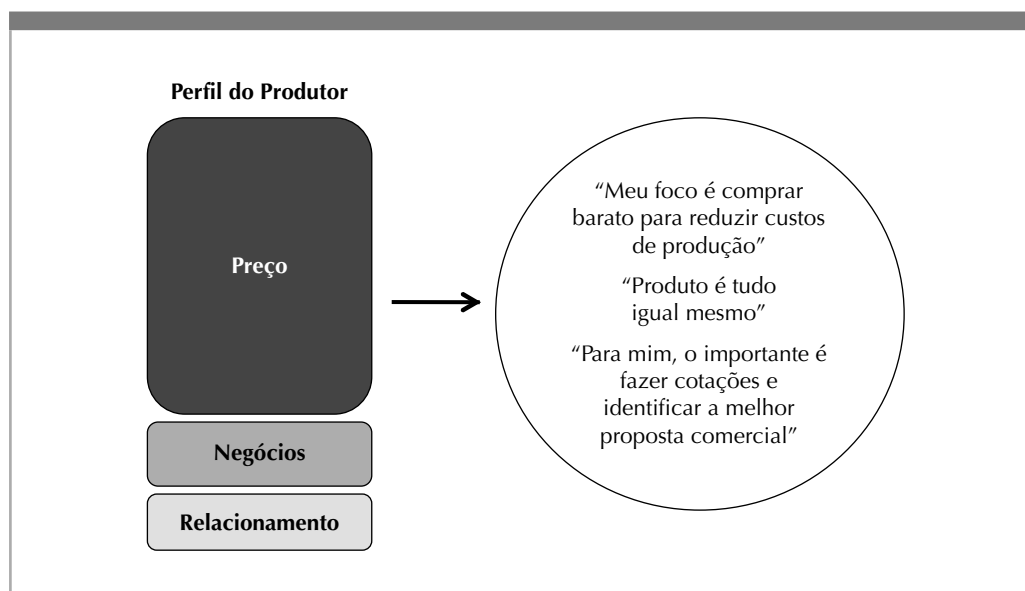 Perfil do Produtor
Preço
Negócios
Relacionamento
“Meu foco é comprar
barato para reduzir custos
de produção”
“Produto é tudo
igual mesmo”
“Para mim, o importante é
fazer cotações e
identificar a melhor
proposta comercial”